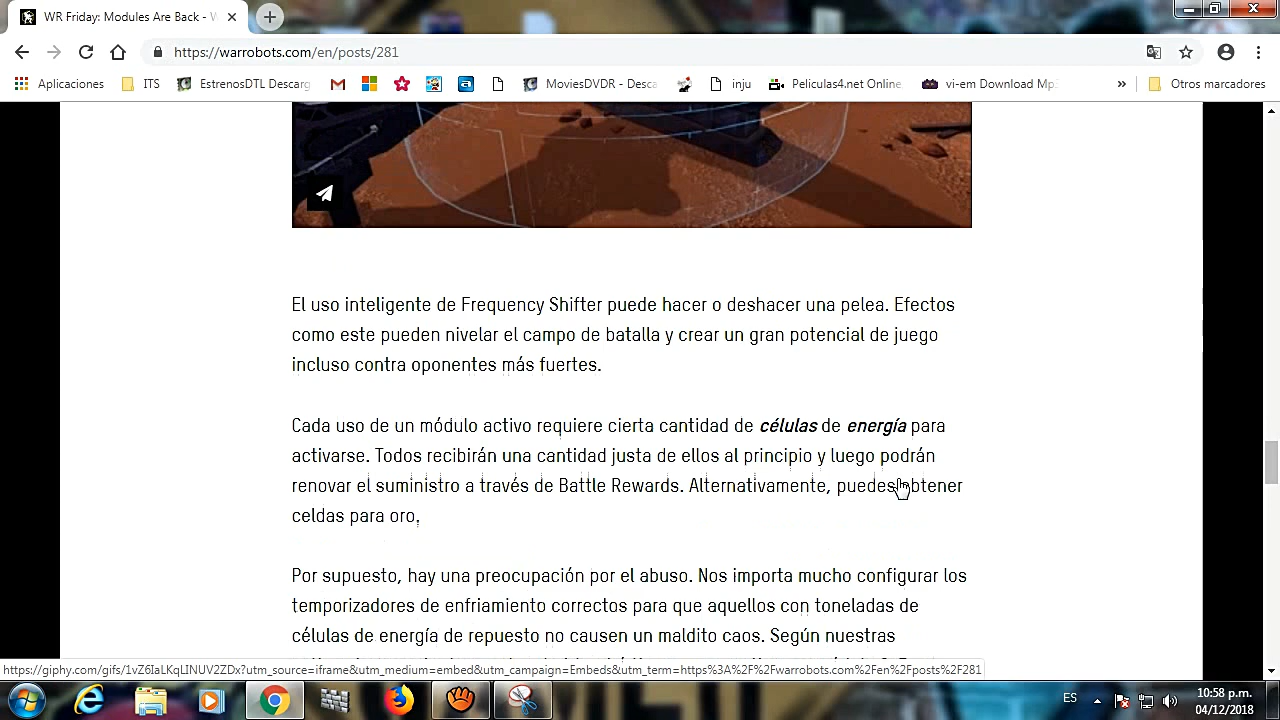 WR Friday: Modules Are Back - W
https://warrobots.com/en/posts/281
Aplicaciones
ITS
EstrenosDTL Descarg
MoviesDVDR - Desca
inju
Peliculas4.net Online
vi-em Download Mp3
»
Otros marcadores
El uso inteligente de Frequency Shifter puede hacer o deshacer una pelea. Efectos
como este pueden nivelar el campo de batalla y crear un gran potencial de juego
incluso contra oponentes más fuertes.
Cada uso de un módulo activo requiere cierta cantidad de células de energía para
activarse. Todos recibirán una cantidad justa de ellos al principio y luego podrán
renovar el suministro a través de Battle Rewards. Alternativamente, puedes obtener
celdas para oro.
Por supuesto, hay una preocupación por el abuso. Nos importa mucho configurar los
temporizadores de enfriamiento correctos para que aquellos con toneladas de
células de energía de repuesto no causen un maldito caos. Según nuestras
https://giphy.com/gifs/1vZ6IaLKqLINUV2ZDx?utm_source=iframe&utm_medium=embed&utm_campaign=Embeds&utm_term=https%3A%2F%2Fwarrobots.com%2Fen%2Fposts%2F281
ES
10:58 p.m.
04/12/2018